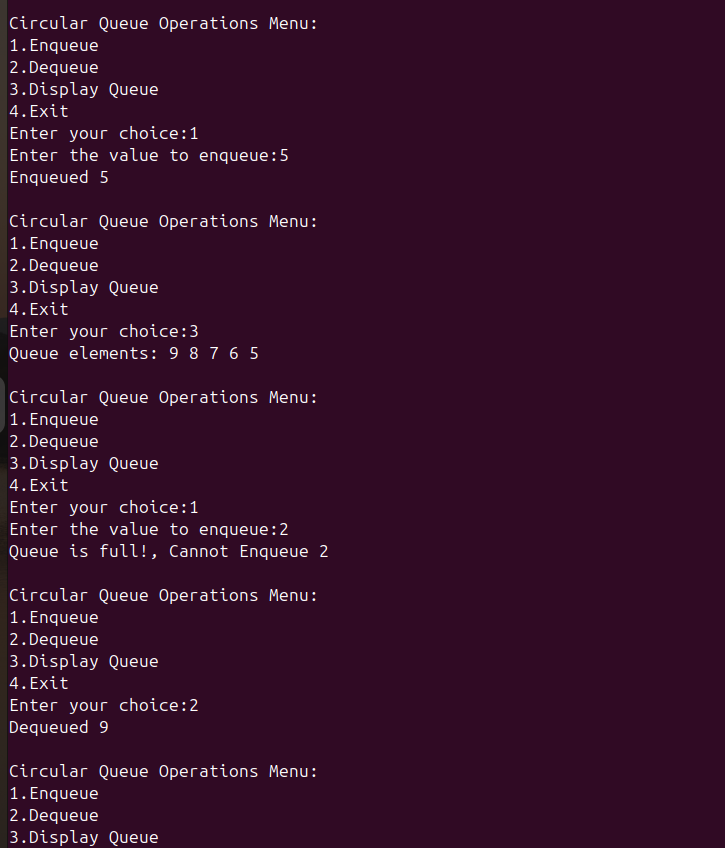 Circular Queue Operations Menu:
1.Enqueue
2.Dequeue
3.Display Queue
4.Exit
Enter your choice:1
Enter the value to enqueue:5
Enqueued 5
Circular Queue Operations Menu:
1.Enqueue
2.Dequeue
3.Display Queue
4.Exit
Enter your choice:3
Queue elements: 9 8 7 6 5
Circular Queue Operations Menu:
1.Enqueue
2.Dequeue
3.Display Queue
4.Exit
Enter your choice:1
Enter the value to enqueue:2
Queue is full!, Cannot Enqueue 2
Circular Queue Operations Menu:
1.Enqueue
2.Dequeue
3.Display Queue
4.Exit
Enter your choice:2
Dequeued 9
Circular Queue Operations Menu:
1.Enqueue
2.Dequeue
3.Display Queue